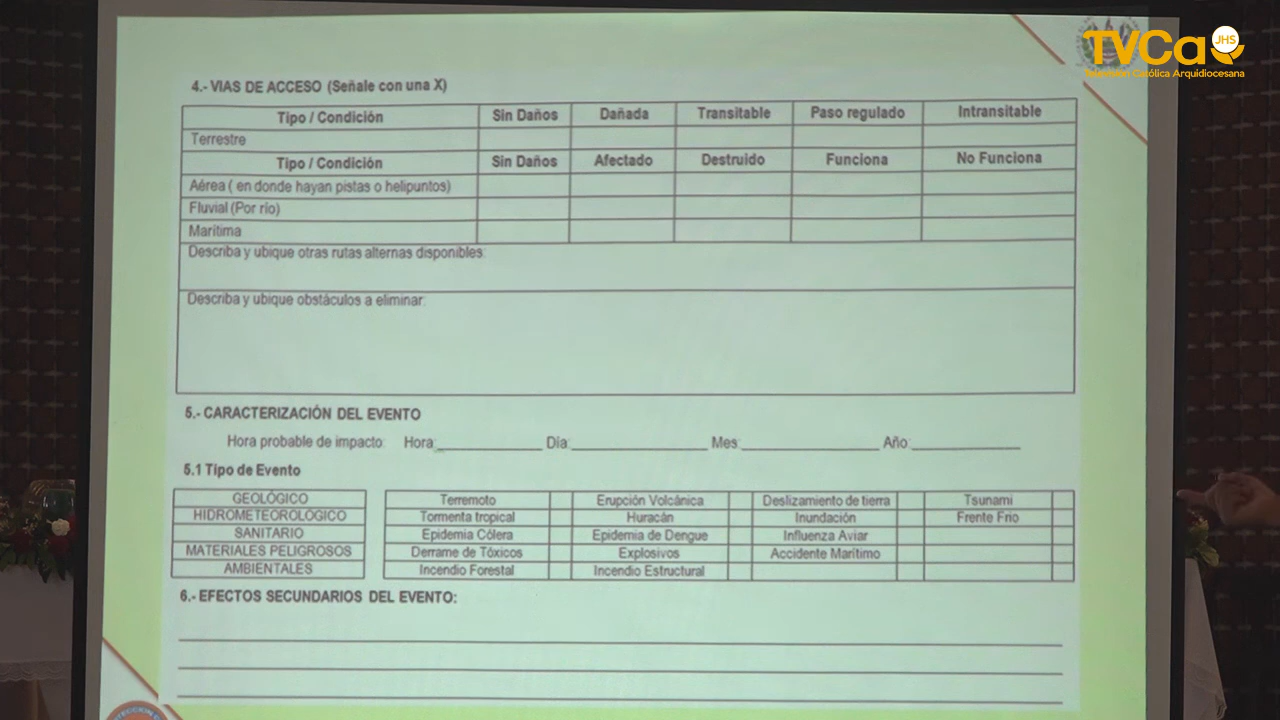 TVCa
JHS
Televisión Católica Arquidiocesana
4.- VIAS DE ACCESO (Señale con una X)
Tipo / Condición Sin Daños Dañada Transitable Paso regulado Intransitable
Terrestre
Tipo / Condición Sin Daños Afectado Destruido Funciona No Funciona
Aérea ( en donde hayan pistas o helipuntos)
Fluvial (Por río)
Marítima
Describa y ubique otras rutas alternas disponibles:
Describa y ubique obstáculos a eliminar:
5.- CARACTERIZACIÓN DEL EVENTO
Hora probable de impacto: Hora:____________ Día:________________ Mes:________________ Año:____________
5.1 Tipo de Evento
GEOLÓGICO Terremoto Erupción Volcánica Deslizamiento de tierra Tsunami
HIDROMETEOROLÓGICO Tormenta tropical Huracán Inundación Frente Frio
SANITARIO Epidemia Cólera Epidemia de Dengue Influenza Aviar
MATERIALES PELIGROSOS Derrame de Tóxicos Explosivos Accidente Marítimo
AMBIENTALES Incendio Forestal Incendio Estructural
6.- EFECTOS SECUNDARIOS DEL EVENTO: